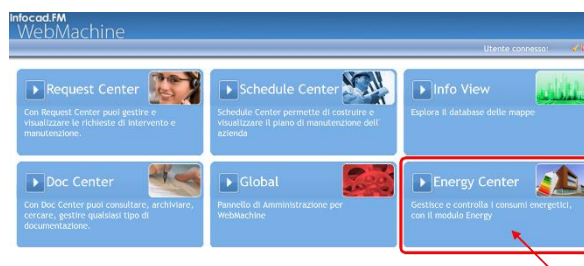 Infocad.FM
WebMachine
Utente connesso:
Request Center
Con Request Center puoi gestire e
visualizzare le richieste di intervento e
manutenzione.
Schedule Center
Schedule Center permette di costruire e
visualizzare il piano di manutenzione dell'
azienda
Info View
Esplora il database delle mappe
Doc Center
Con Doc Center puoi consultare, archiviare,
cercare, gestire qualsiasi tipo di
documentazione.
Global
Pannello di Amministrazione per
WebMachine
Energy Center
Gestisce e controlla i consumi energetici,
con il modulo Energy